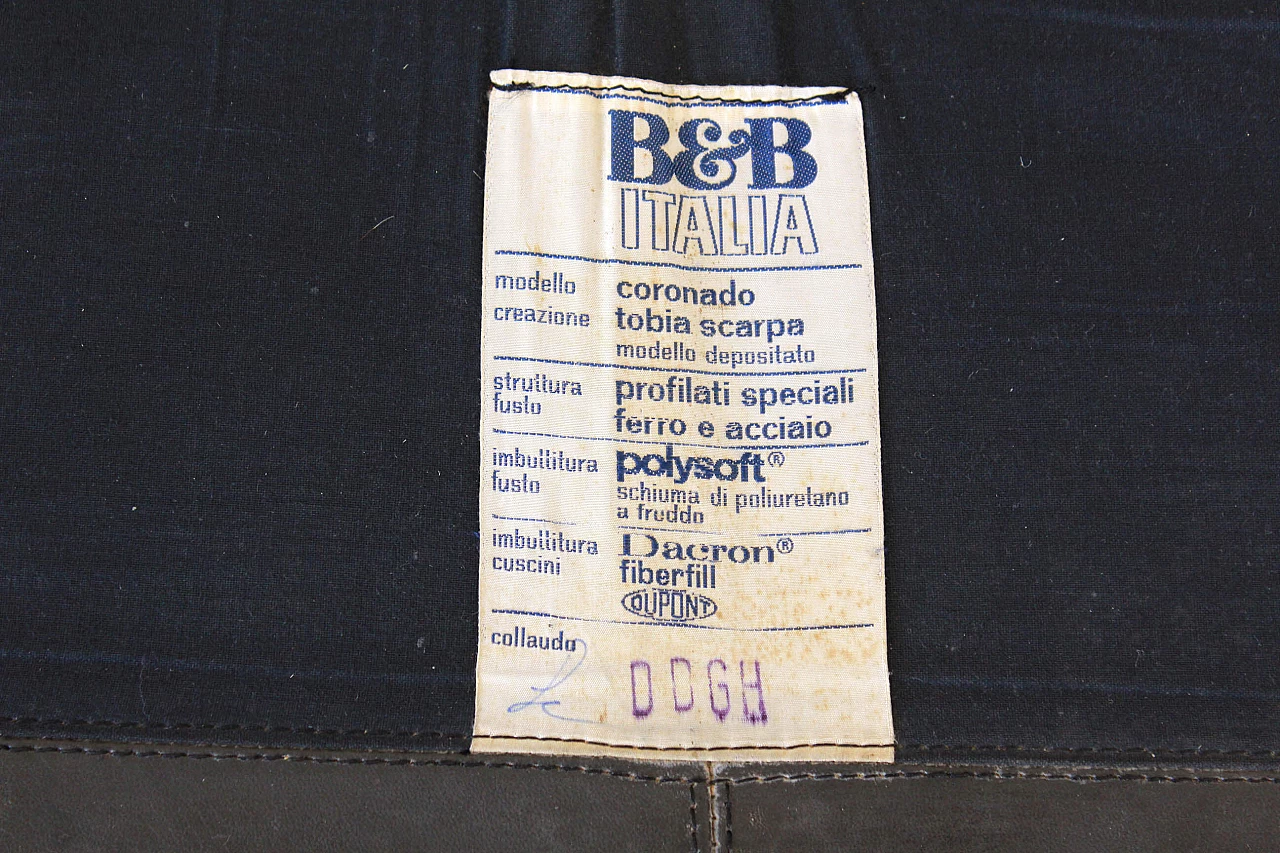 B&B
ITALIA
modello coronado
creazione tobia scarpa
modello depositato
struttura profilati speciali
fusto ferro e acciaio
imbottitura polysoft®
fusto schiuma di poliuretano
a freddo
imbottitura Dacron®
cuscini fiberfill
DUPONT
collaudo
DDGH